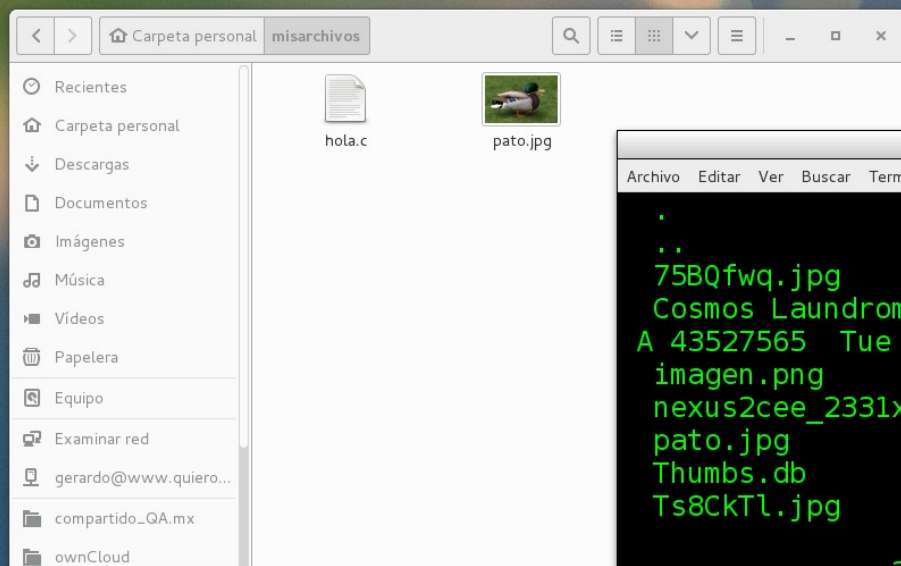 Carpeta personal misarchivos
Recientes
Carpeta personal
Descargas
Documentos
Imágenes
Música
Vídeos
Papelera
Equipo
Examinar red
gerardo@www.quiero...
compartido_QA.mx
ownCloud
hola.c
pato.jpg
Archivo Editar Ver Buscar Term
.
..
75BQfwq.jpg
Cosmos Laundrom
A 43527565 Tue
imagen.png
nexus2cee_2331x
pato.jpg
Thumbs.db
Ts8CkTl.jpg